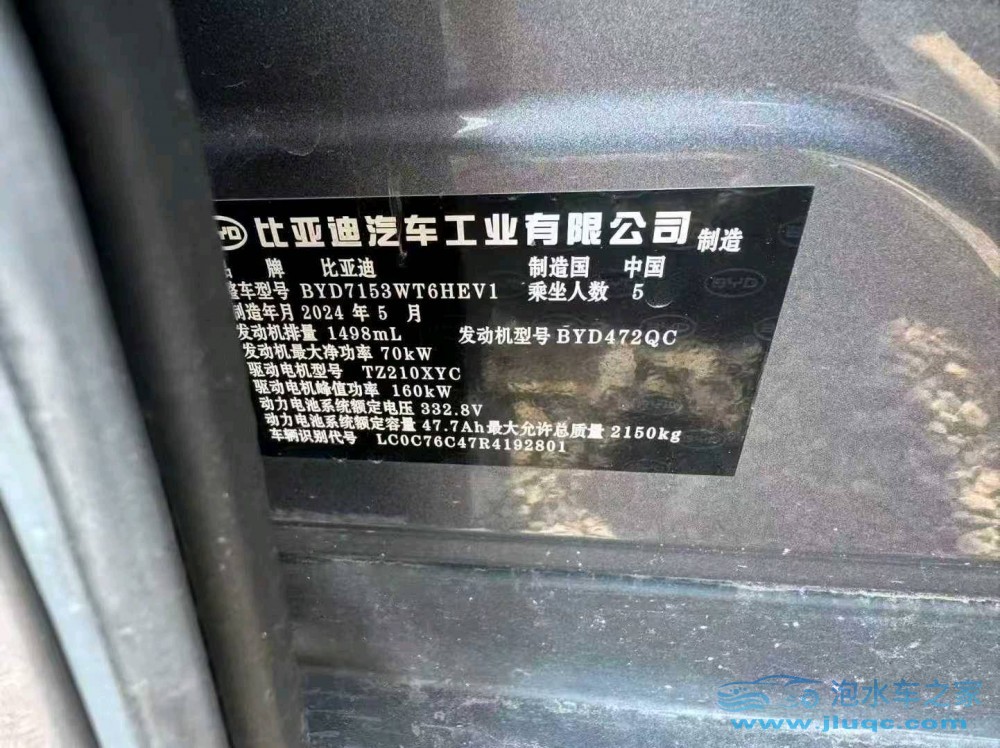 比亚迪汽车工业有限公司 制造
牌 比亚迪 制造国 中国
整车型号 BYD7153WT6HEV1 乘坐人数 5
制造年月 2024 年 5 月
发动机排量 1498mL 发动机型号 BYD472QC
发动机最大净功率 70kW
驱动电机型号 TZ210XYC
驱动电机峰值功率 160kW
动力电池系统额定电压 332.8V
动力电池系统额定容量 47.7Ah 最大允许总质量 2150kg
车辆识别代号 LC0C76C47R4192801
BYD
泡水车之家
www.jluqc.com